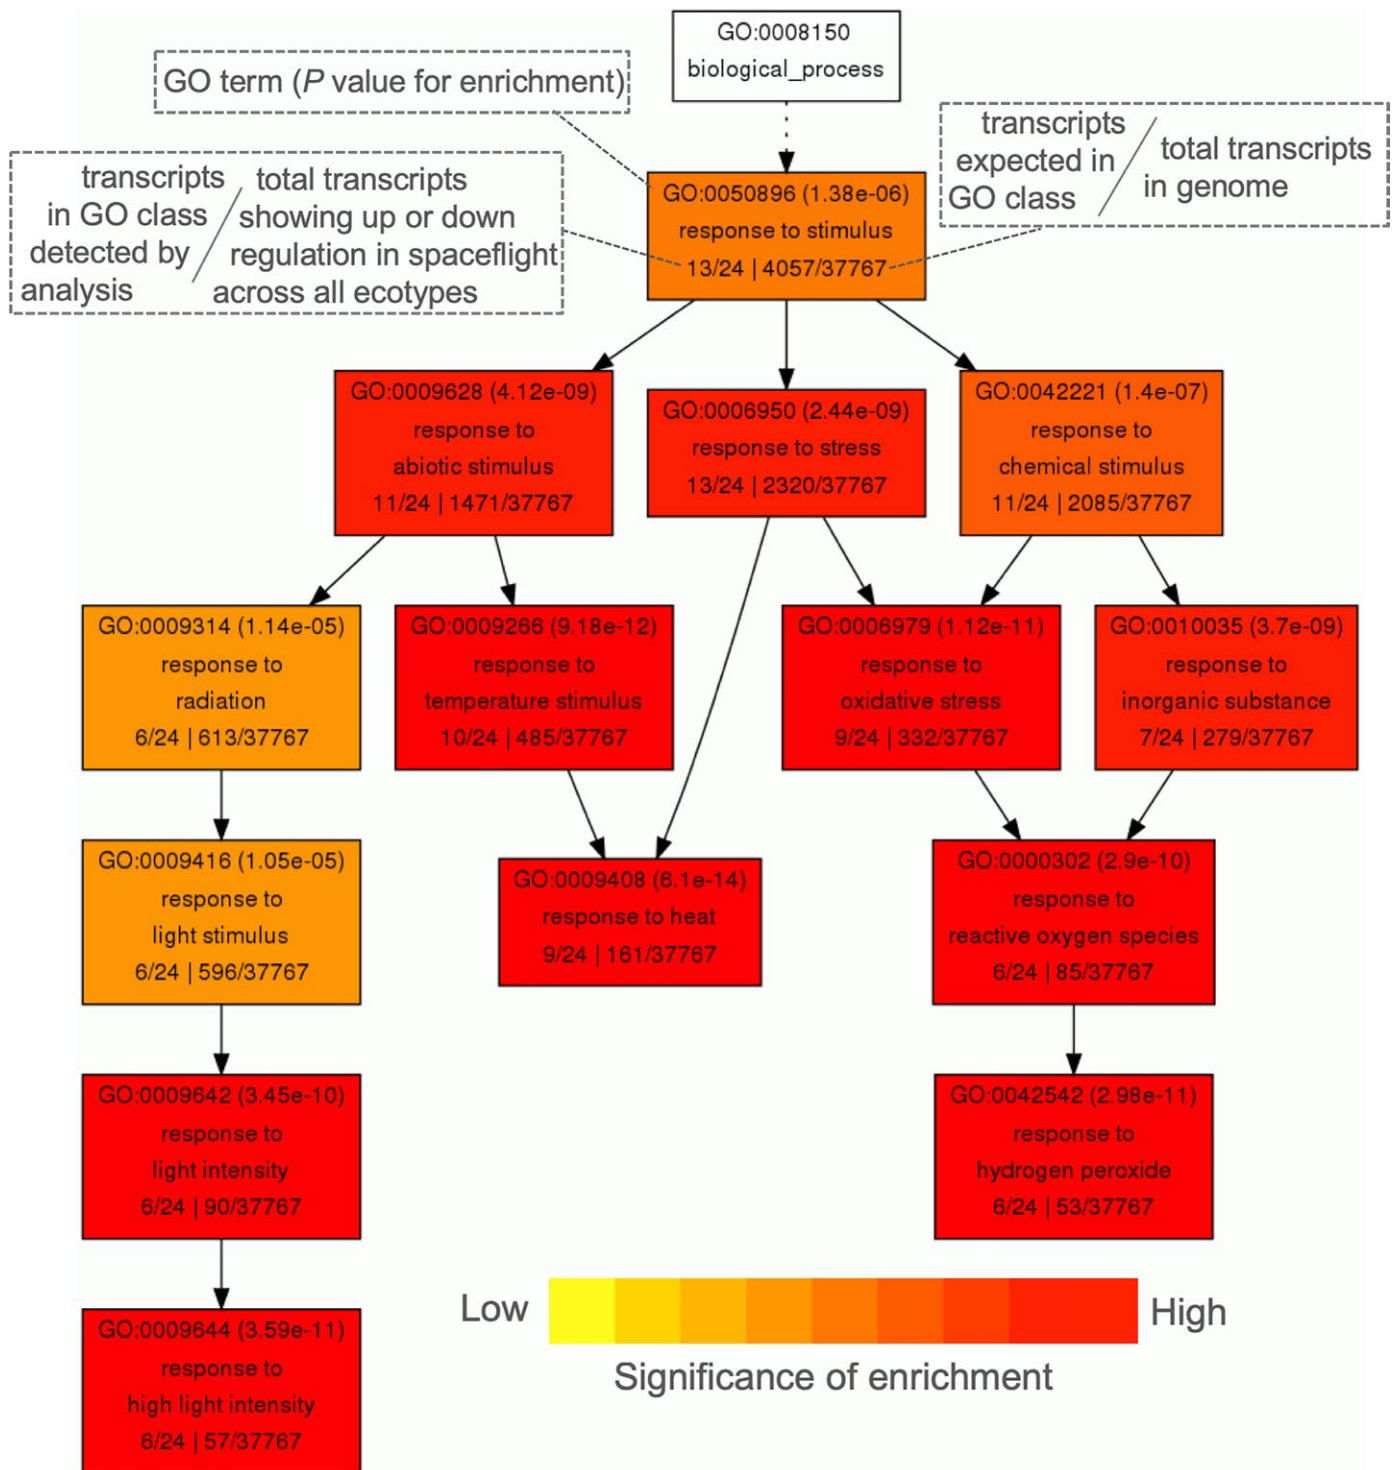 GO:0008150
biological_process
GO term (P value for enrichment)
transcripts
in GO class
detected by
analysis
/
total transcripts
showing up or down
regulation in spaceflight
across all ecotypes
transcripts
expected in
GO class
/
total transcripts
in genome
GO:0050896 (1.38e-06)
response to stimulus
13/24 | 4057/37767
GO:0009628 (4.12e-09)
response to
abiotic stimulus
11/24 | 1471/37767
GO:0006950 (2.44e-09)
response to stress
13/24 | 2320/37767
GO:0042221 (1.4e-07)
response to
chemical stimulus
11/24 | 2085/37767
GO:0009314 (1.14e-05)
response to
radiation
6/24 | 613/37767
GO:0009266 (9.18e-12)
response to
temperature stimulus
10/24 | 485/37767
GO:0006979 (1.12e-11)
response to
oxidative stress
9/24 | 332/37767
GO:0010035 (3.7e-09)
response to
inorganic substance
7/24 | 279/37767
GO:0009416 (1.05e-05)
response to
light stimulus
6/24 | 596/37767
GO:0009408 (6.1e-14)
response to heat
9/24 | 161/37767
GO:0000302 (2.9e-10)
response to
reactive oxygen species
6/24 | 85/37767
GO:0009642 (3.45e-10)
response to
light intensity
6/24 | 90/37767
GO:0042542 (2.98e-11)
response to
hydrogen peroxide
6/24 | 53/37767
GO:0009644 (3.59e-11)
response to
high light intensity
6/24 | 57/37767
Low
High
Significance of enrichment